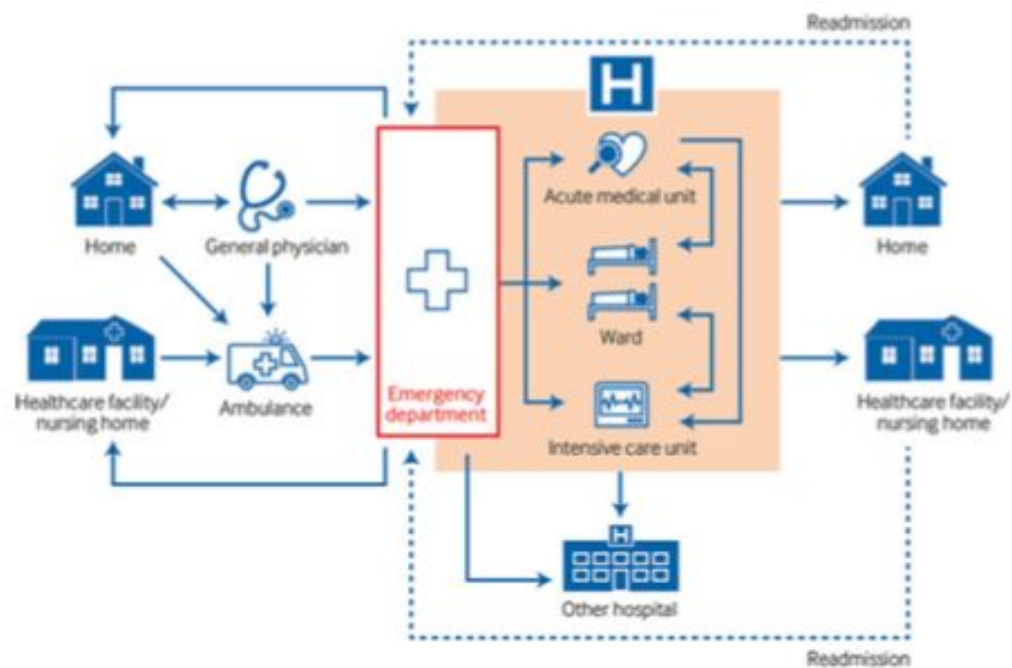 Readmission
H
Home
General physician
Acute medical unit
Home
Ward
Healthcare facility/
nursing home
Ambulance
Emergency
department
Healthcare facility/
nursing home
Intensive care unit
H
Other hospital
Readmission